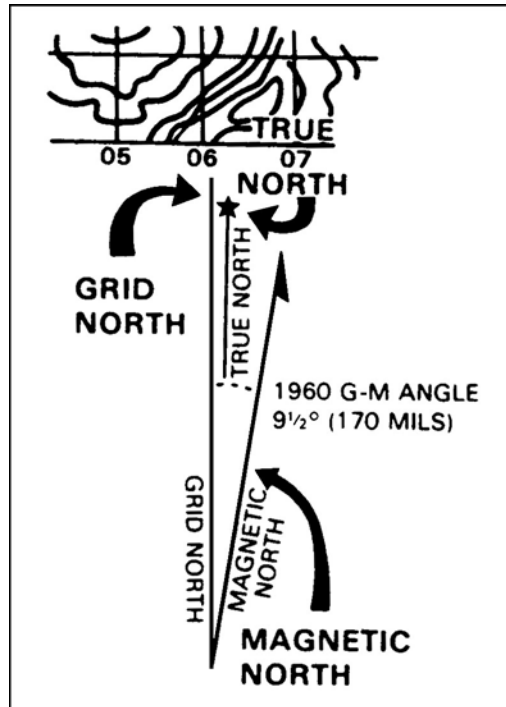 05 06 07
TRUE
NORTH
GRID
NORTH
TRUE NORTH
1960 G-M ANGLE
9½° (170 MILS)
GRID NORTH
MAGNETIC
NORTH
MAGNETIC
NORTH